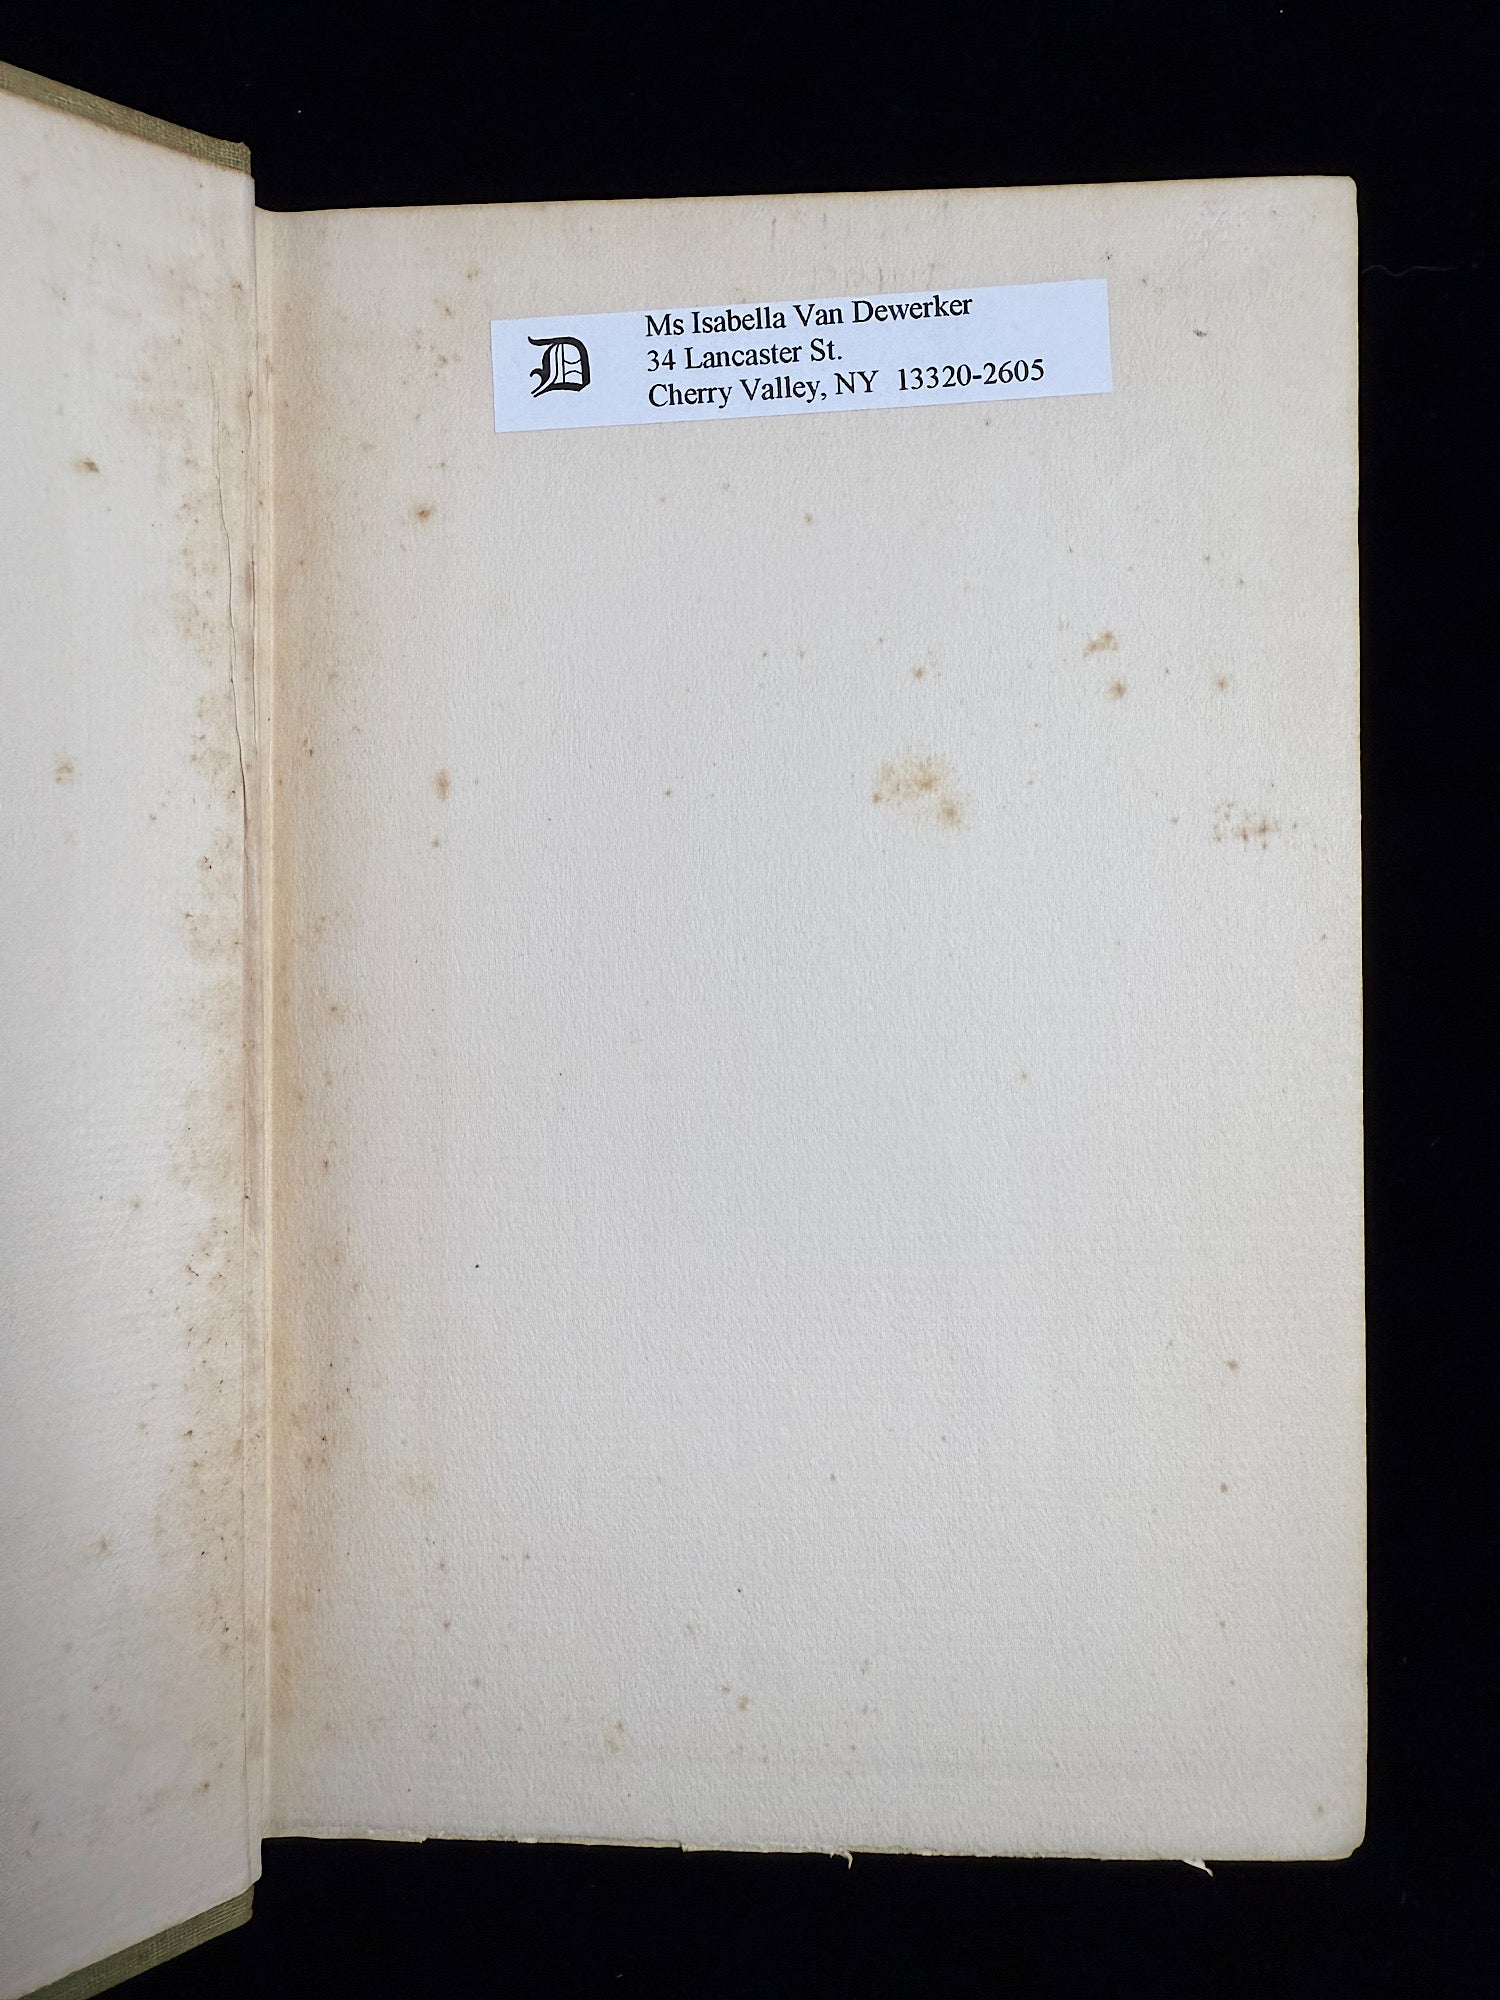 D
Ms Isabella Van Dewerker
34 Lancaster St.
Cherry Valley, NY 13320-2605